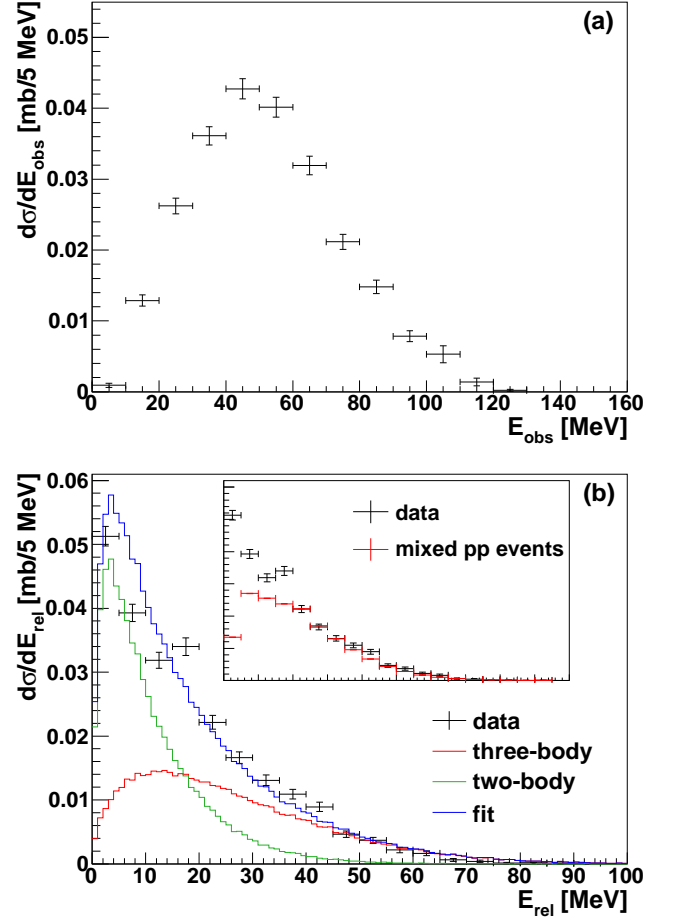 (a)
dσ/dE_obs [mb/5 MeV]
0.05
0.04
0.03
0.02
0.01
0
0 20 40 60 80 100 120 140 160
E_obs [MeV]
(b)
dσ/dE_rel [mb/5 MeV]
0.06
0.05
0.04
0.03
0.02
0.01
0
data
mixed pp events
data
three-body
two-body
fit
0 10 20 30 40 50 60 70 80 90 100
E_rel [MeV]